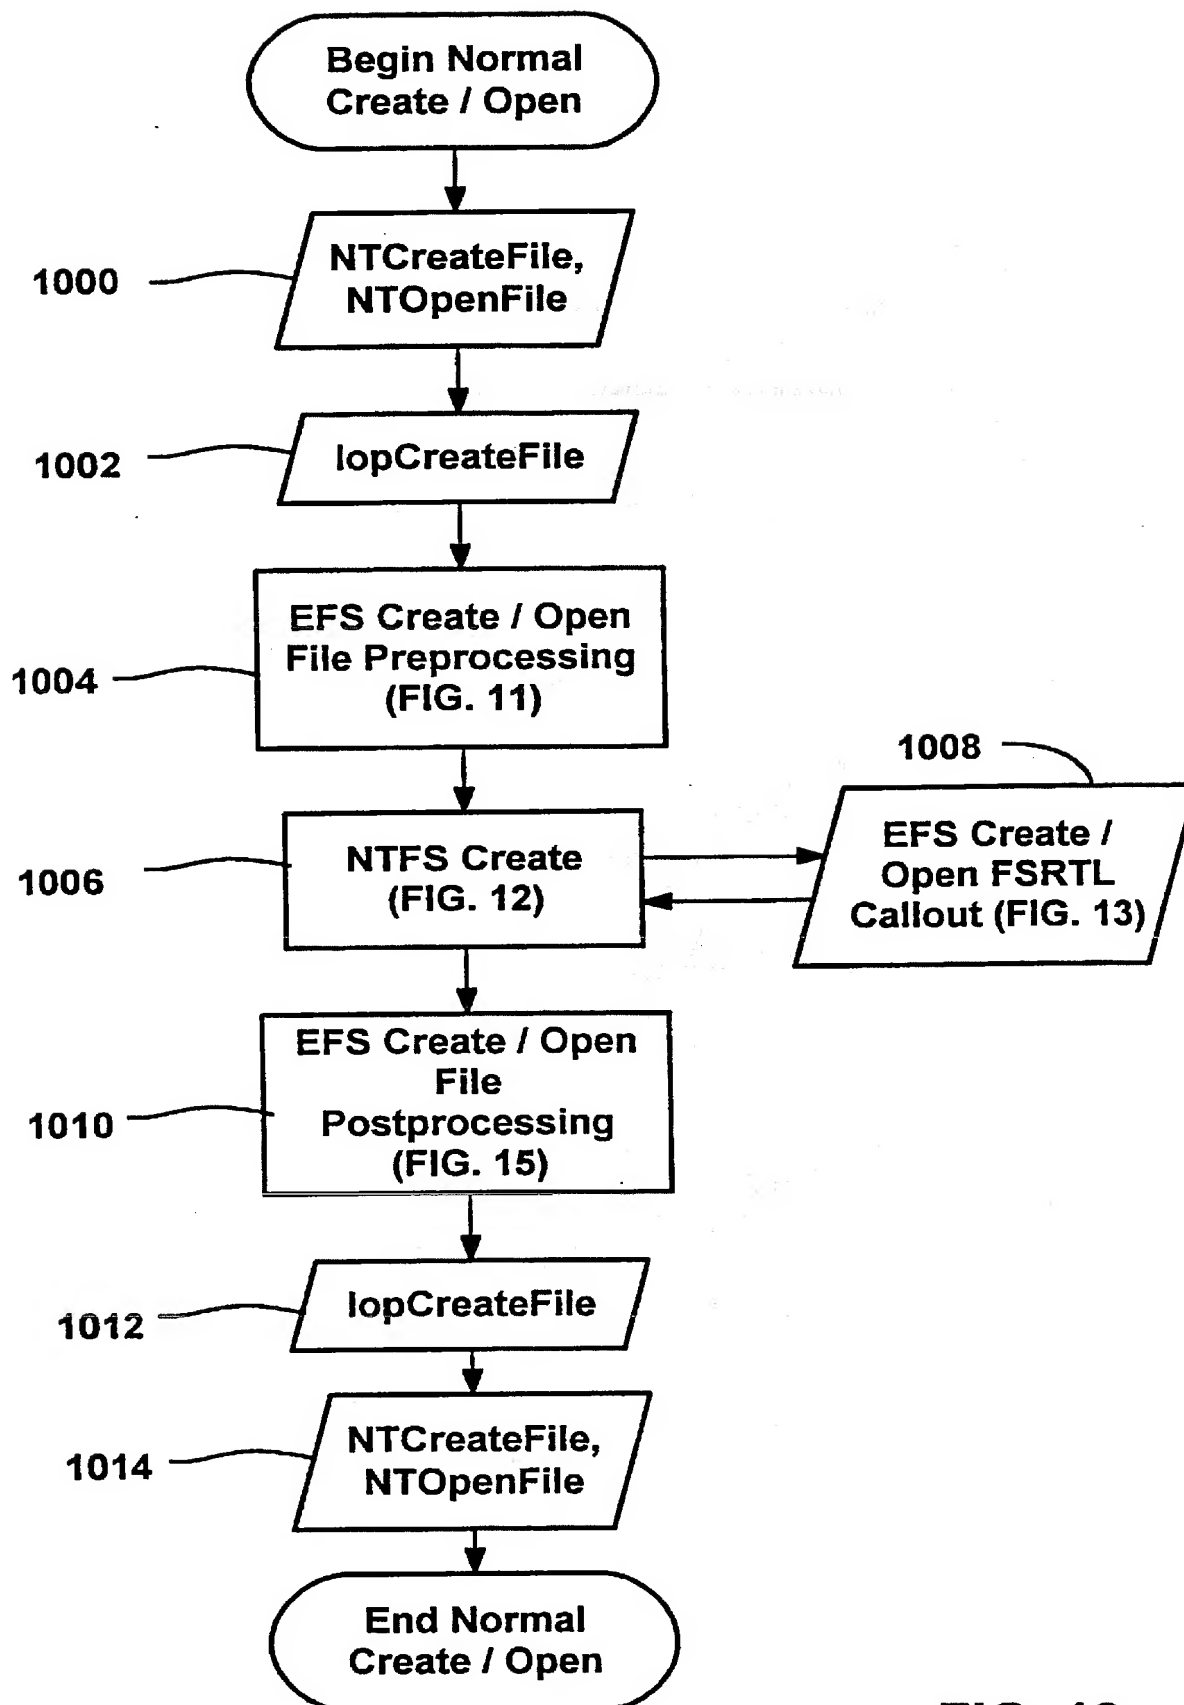 Begin Normal
Create / Open
1000
NTCreateFile,
NTOpenFile
1002
IopCreateFile
1004
EFS Create / Open
File Preprocessing
(FIG. 11)
1008
1006
NTFS Create
(FIG. 12)
EFS Create /
Open FSRTL
Callout (FIG. 13)
1010
EFS Create / Open
File
Postprocessing
(FIG. 15)
1012
IopCreateFile
1014
NTCreateFile,
NTOpenFile
End Normal
Create / Open